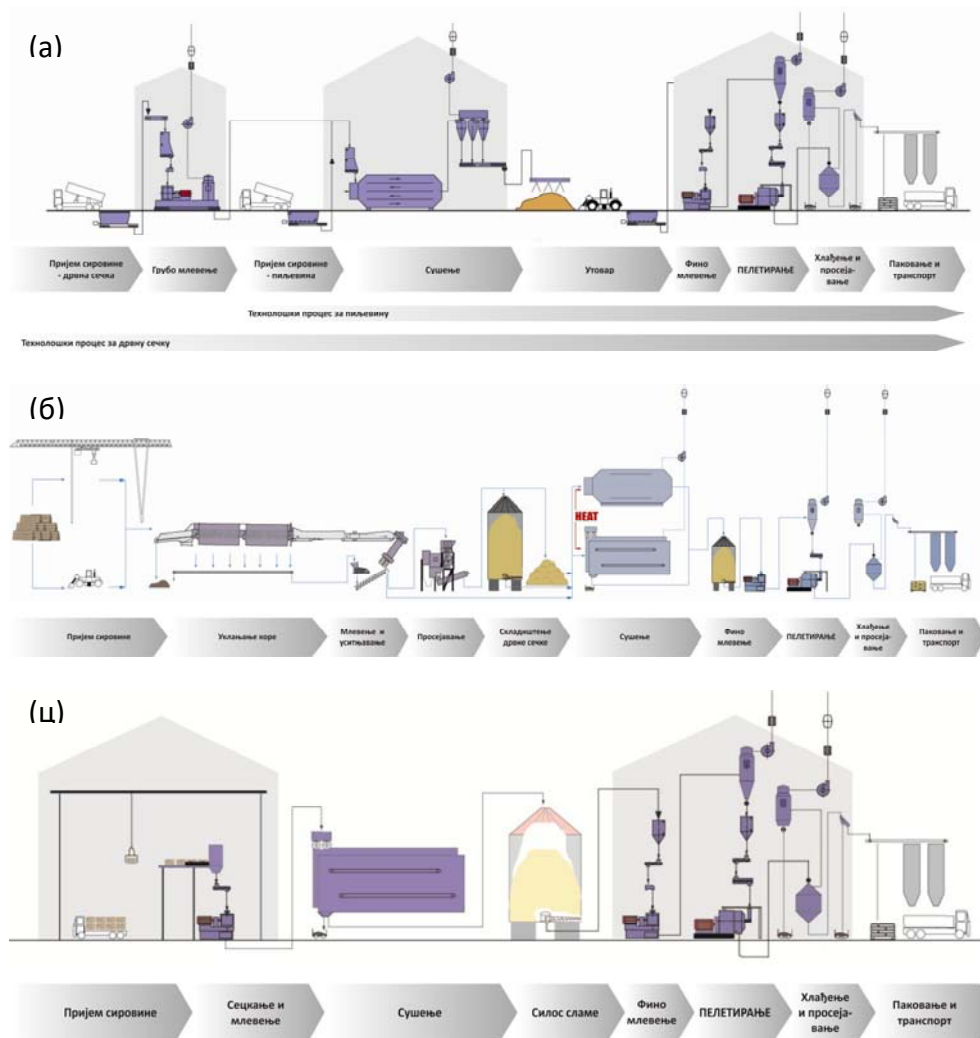 (а)
Пријем сировине
- дрвна сечка
Грубо млевење
Пријем сировине
- пиљевина
Сушење
Утовар
Фино
млевење
ПЕЛЕТИРАЊЕ
Хлађење и
просеја-
вање
Паковање и
транспорт
Технолошки процес за пиљевину
Технолошки процес за дрвну сечку
(б)
HEAT
Пријем сировине
Уклањање коре
Млевење и
уситњавање
Просејавање
Складиштење
дрвне сечке
Сушење
Фино
млевење
ПЕЛЕТИРАЊЕ
Хлађење
и просеја-
вање
Паковање и
транспорт
(ц)
Пријем сировине
Сецкање и
млевење
Сушење
Силос сламе
Фино
млевење
ПЕЛЕТИРАЊЕ
Хлађење
и просеја-
вање
Паковање и
транспорт